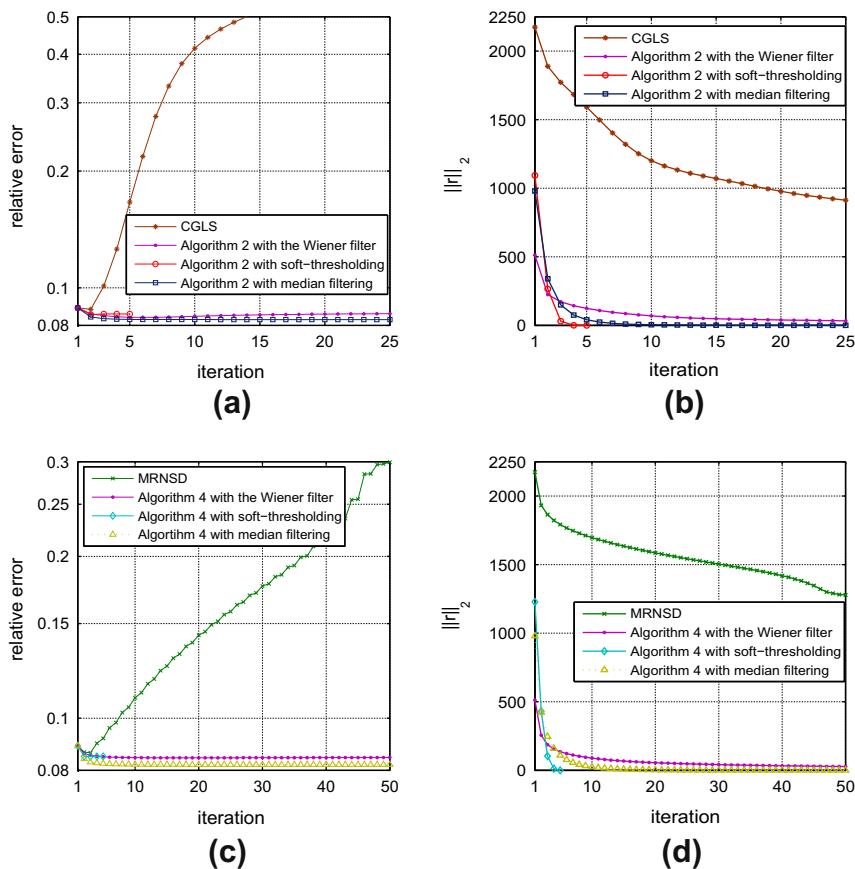 0.5
0.4
0.3
0.2
0.1
0.08
relative error
1
5
10
15
20
25
iteration
CGLS
Algorithm 2 with the Wiener filter
Algorithm 2 with soft−thresholding
Algorithm 2 with median filtering
(a)
2250
2000
1500
1000
500
0
||r||2
1
5
10
15
20
25
iteration
CGLS
Algorithm 2 with the Wiener filter
Algorithm 2 with soft−thresholding
Algorithm 2 with median filtering
(b)
0.3
0.25
0.2
0.15
0.1
0.08
relative error
1
10
20
30
40
50
iteration
MRNSD
Algorithm 4 with the Wiener filter
Algorithm 4 with soft−thresholding
Algortihm 4 with median filtering
(c)
2250
2000
1500
1000
500
0
||r||2
1
10
20
30
40
50
iteration
MRNSD
Algorithm 4 with the Wiener filter
Algorithm 4 with soft−thresholding
Algorithm 4 with median filtering
(d)